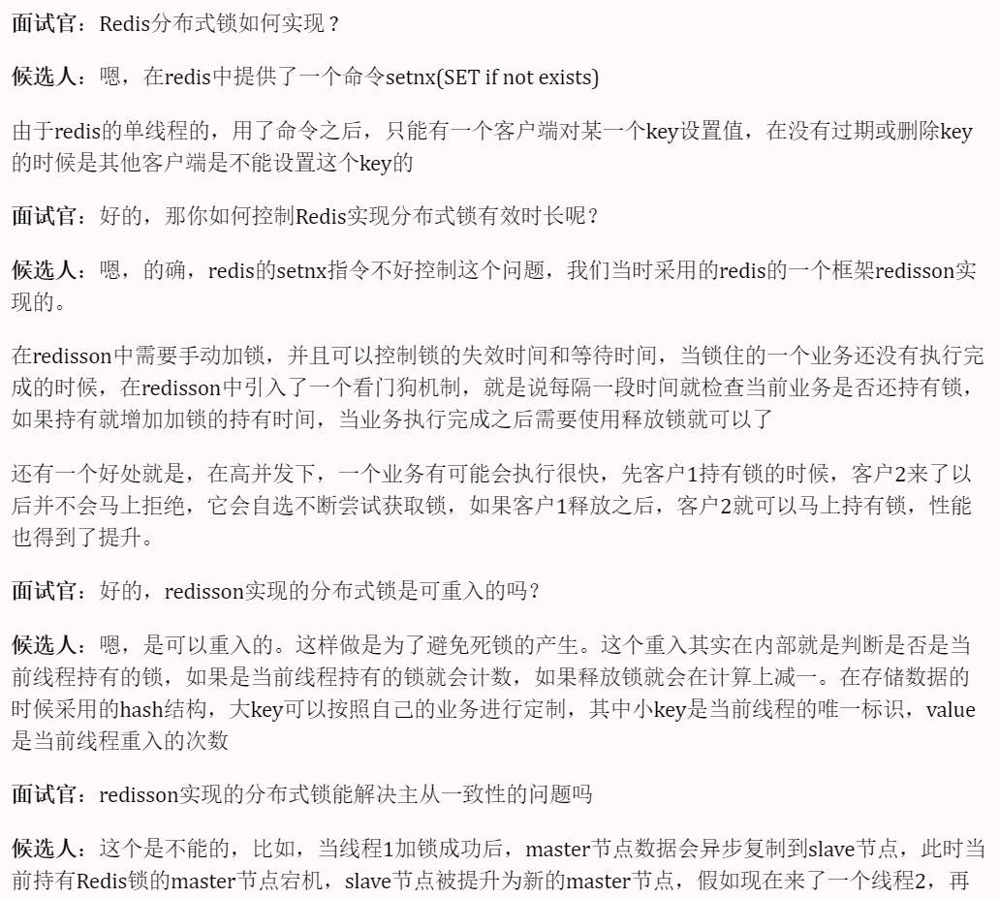 面试官：Redis分布式锁如何实现？
候选人：嗯，在redis中提供了一个命令setnx(SET if not exists)
由于redis的单线程的，用了命令之后，只能有一个客户端对某一个key设置值，在没有过期或删除key
的时候是其他客户端是不能设置这个key的
面试官：好的，那你如何控制Redis实现分布式锁有效时长呢？
候选人：嗯，的确，redis的setnx指令不好控制这个问题，我们当时采用的redis的一个框架redisson实
现的。
在redisson中需要手动加锁，并且可以控制锁的失效时间和等待时间，当锁住的一个业务还没有执行完
成的时候，在redisson中引入了一个看门狗机制，就是说每隔一段时间就检查当前业务是否还持有锁，
如果持有就增加加锁的持有时间，当业务执行完成之后需要使用释放锁就可以了
还有一个好处就是，在高并发下，一个业务有可能会执行很快，先客户1持有锁的时候，客户2来了以
后并不会马上拒绝，它会自选不断尝试获取锁，如果客户1释放之后，客户2就可以马上持有锁，性能
也得到了提升。
面试官：好的，redisson实现的分布式锁是可重入的吗？
候选人：嗯，是可以重入的。这样做是为了避免死锁的产生。这个重入其实在内部就是判断是否是当
前线程持有的锁，如果是当前线程持有的锁就会计数，如果释放锁就会在计算上减一。在存储数据的
时候采用的hash结构，大key可以按照自己的业务进行定制，其中小key是当前线程的唯一标识，value
是当前线程重入的次数
面试官：redisson实现的分布式锁能解决主从一致性的问题吗
候选人：这个是不能的，比如，当线程1加锁成功后，master节点数据会异步复制到slave节点，此时当
前持有Redis锁的master节点宕机，slave节点被提升为新的master节点，假如现在来了一个线程2，再